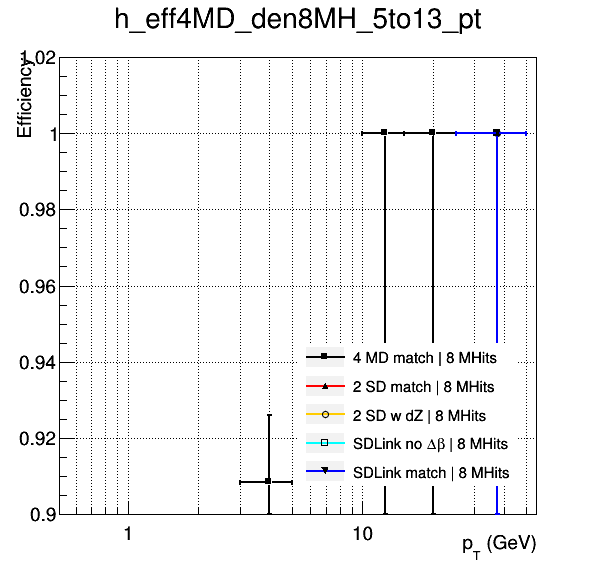 h_eff4MD_den8MH_5to13_pt
Efficiency
1.02
1
0.98
0.96
0.94
0.92
0.9
4 MD match | 8 MHits
2 SD match | 8 MHits
2 SD w dZ | 8 MHits
SDLink no Δβ | 8 MHits
SDLink match | 8 MHits
1
10
p_T (GeV)